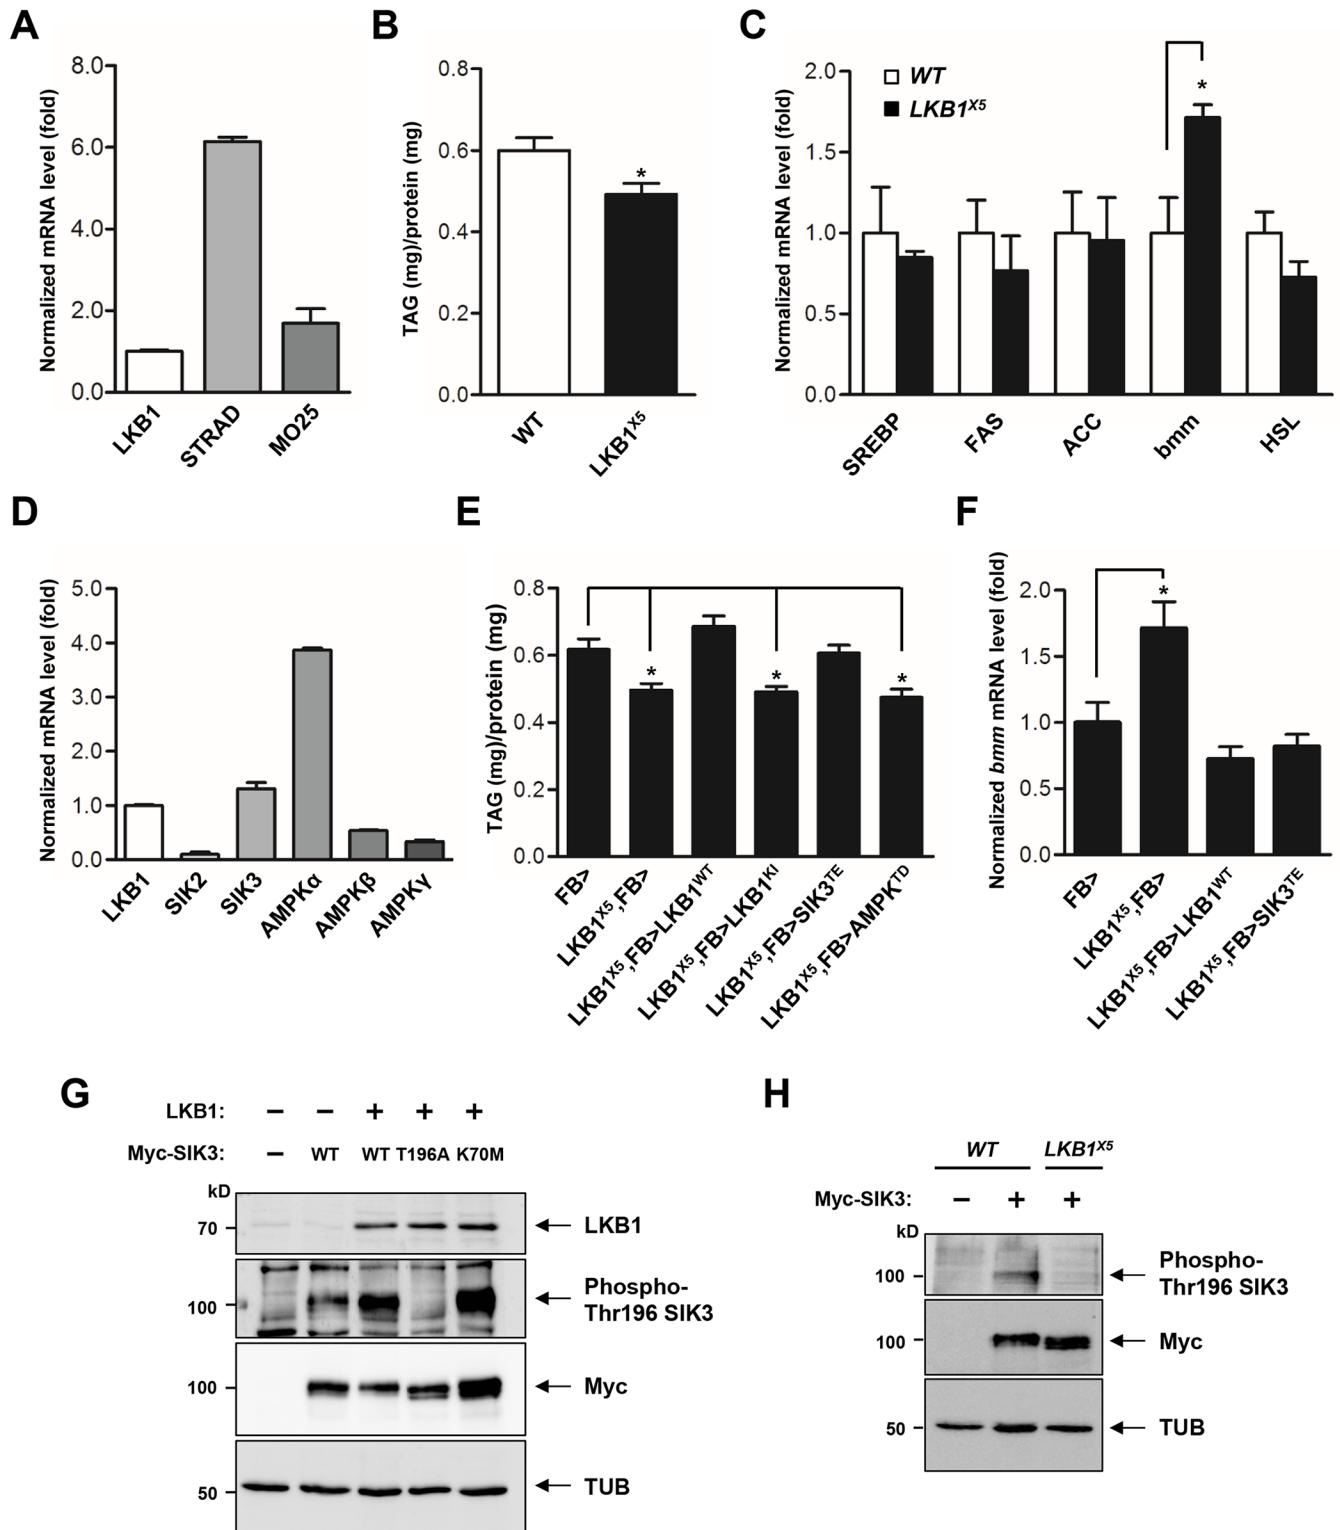 A
Normalized mRNA level (fold)
8.0
6.0
4.0
2.0
0.0
LKB1
STRAD
MO25
B
TAG (mg)/protein (mg)
0.8
0.6
0.4
0.2
0.0
*
WT
LKB1X5
C
Normalized mRNA level (fold)
2.0
1.5
1.0
0.5
0.0
WT
LKB1X5
*
SREBP
FAS
ACC
bmm
HSL
D
Normalized mRNA level (fold)
5.0
4.0
3.0
2.0
1.0
0.0
LKB1
SIK2
SIK3
AMPKα
AMPKβ
AMPKγ
E
TAG (mg)/protein (mg)
0.8
0.6
0.4
0.2
0.0
*
*
*
FB>
LKB1X5,FB>
LKB1X5,FB>LKB1WT
LKB1X5,FB>LKB1KI
LKB1X5,FB>SIK3TE
LKB1X5,FB>AMPKTD
F
Normalized bmm mRNA level (fold)
2.0
1.5
1.0
0.5
0.0
*
FB>
LKB1X5,FB>
LKB1X5,FB>LKB1WT
LKB1X5,FB>SIK3TE
G
LKB1: – – + + +
Myc-SIK3: – WT WT T196A K70M
kD
70
LKB1
100
Phospho-
Thr196 SIK3
100
Myc
50
TUB
H
WT LKB1X5
Myc-SIK3: – + +
kD
100
Phospho-
Thr196 SIK3
100
Myc
50
TUB